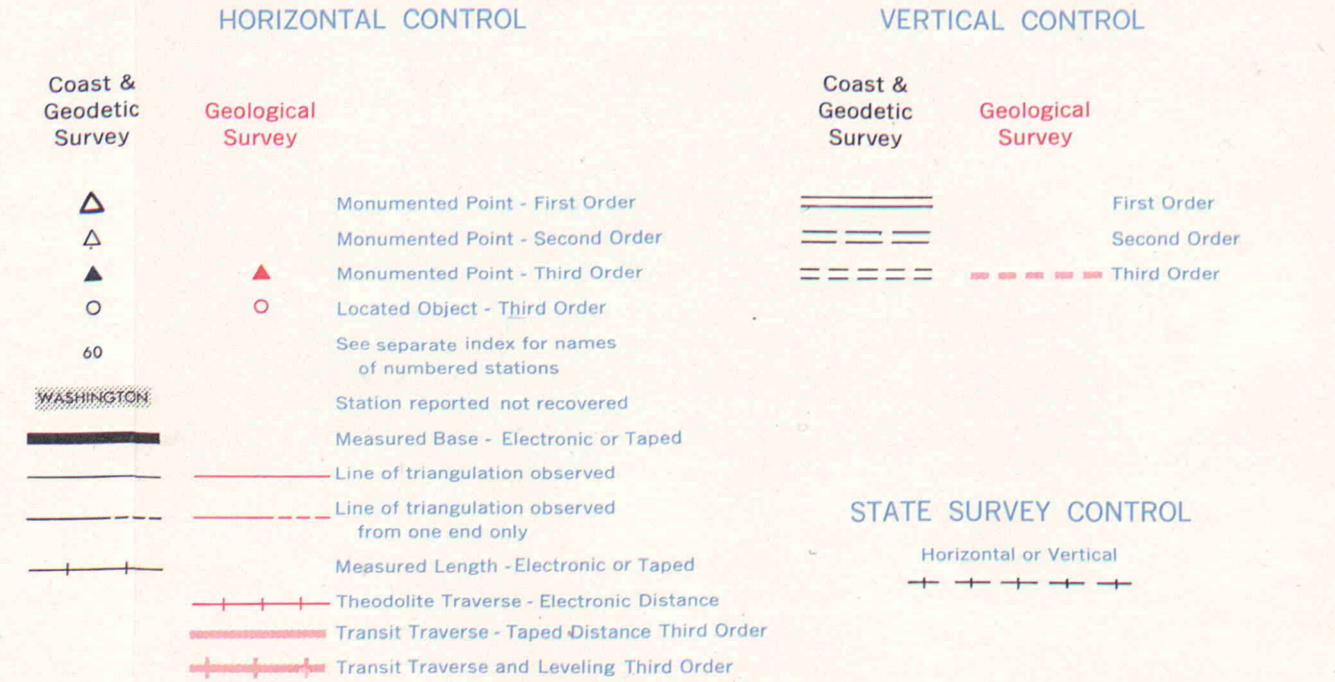 HORIZONTAL CONTROL
Coast &
Geodetic
Survey
Geological
Survey
Monumented Point - First Order
Monumented Point - Second Order
Monumented Point - Third Order
Located Object - Third Order
60
See separate index for names
of numbered stations
WASHINGTON
Station reported not recovered
Measured Base - Electronic or Taped
Line of triangulation observed
Line of triangulation observed
from one end only
Measured Length - Electronic or Taped
Theodolite Traverse - Electronic Distance
Transit Traverse - Taped Distance Third Order
Transit Traverse and Leveling Third Order
VERTICAL CONTROL
Coast &
Geodetic
Survey
Geological
Survey
First Order
Second Order
Third Order
STATE SURVEY CONTROL
Horizontal or Vertical